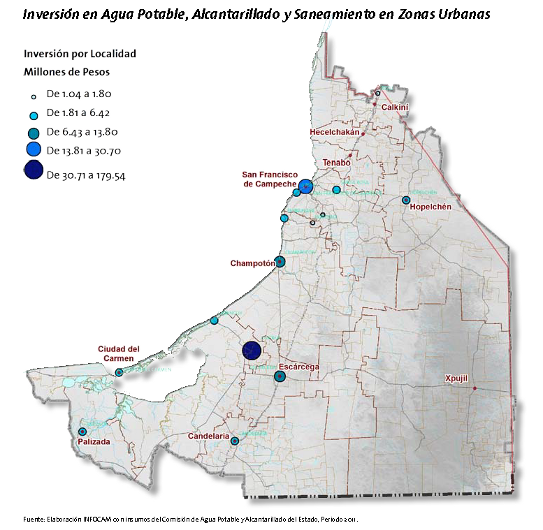 Inversión en Agua Potable, Alcantarillado y Saneamiento en Zonas Urbanas
Inversión por Localidad
Millones de Pesos
De 1.04 a 1.80
De 1.81 a 6.42
De 6.43 a 13.80
De 13.81 a 30.70
De 30.71 a 179.54
Calkiní
Hecelchakán
Tenabo
San Francisco
de Campeche
Hopelchén
Champotón
Ciudad del
Carmen
Escárcega
Xpujil
Palizada
Candelaria
Fuente: Elaboración INFOCAM con insumos del Comisión de Agua Potable y Alcantarillado del Estado, Periodo 2011.